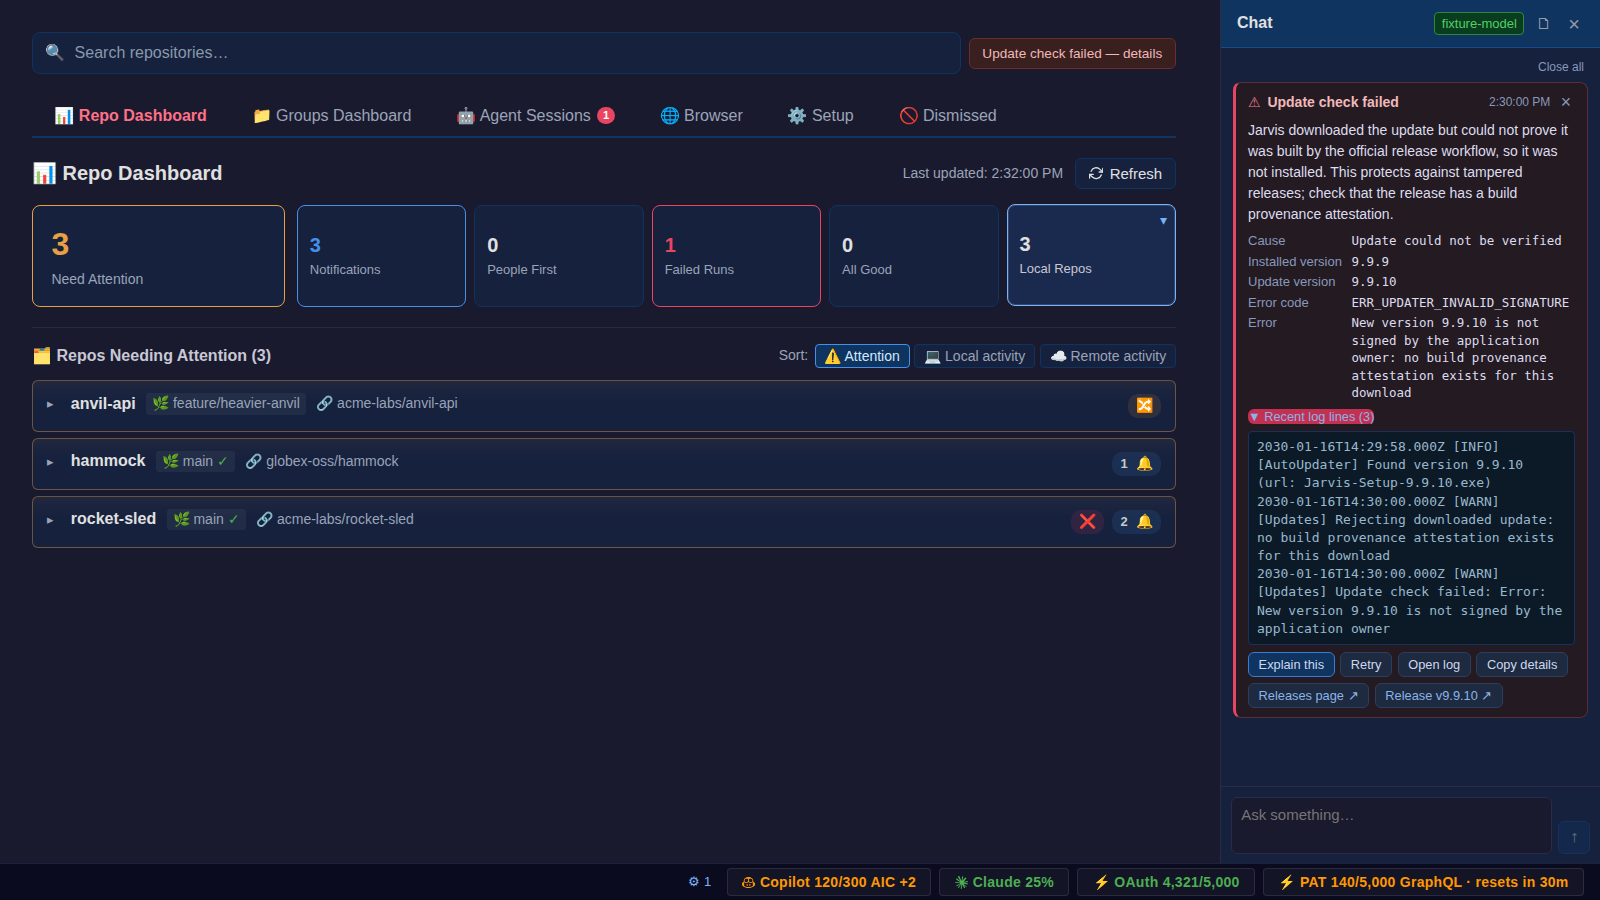 Search repositories…
Update check failed — details
Repo Dashboard
Groups Dashboard
Agent Sessions 1
Browser
Setup
Dismissed
Repo Dashboard
Last updated: 2:32:00 PM
Refresh
3
Need Attention
3
Notifications
0
People First
1
Failed Runs
0
All Good
3
Local Repos
Repos Needing Attention (3)
Sort:
Attention
Local activity
Remote activity
anvil-api feature/heavier-anvil acme-labs/anvil-api
hammock main ✓ globex-oss/hammock 1
rocket-sled main ✓ acme-labs/rocket-sled 2
Chat
fixture-model
Close all
Update check failed
2:30:00 PM
Jarvis downloaded the update but could not prove it
was built by the official release workflow, so it was
not installed. This protects against tampered
releases; check that the release has a build
provenance attestation.
Cause Update could not be verified
Installed version 9.9.9
Update version 9.9.10
Error code ERR_UPDATER_INVALID_SIGNATURE
Error New version 9.9.10 is not
signed by the application
owner: no build provenance
attestation exists for this
download
▼ Recent log lines (3)
2030-01-16T14:29:58.000Z [INFO]
[AutoUpdater] Found version 9.9.10
(url: Jarvis-Setup-9.9.10.exe)
2030-01-16T14:30:00.000Z [WARN]
[Updates] Rejecting downloaded update:
no build provenance attestation exists
for this download
2030-01-16T14:30:00.000Z [WARN]
[Updates] Update check failed: Error:
New version 9.9.10 is not signed by the
application owner
Explain this
Retry
Open log
Copy details
Releases page ↗
Release v9.9.10 ↗
Ask something…
↑
1
Copilot 120/300 AIC +2
Claude 25%
OAuth 4,321/5,000
PAT 140/5,000 GraphQL · resets in 30m